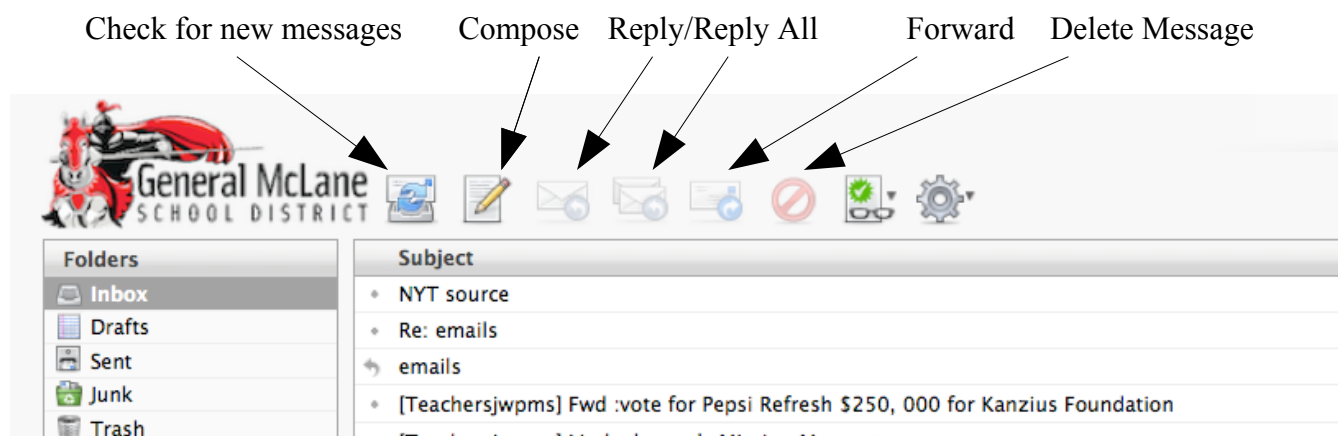 Check for new messages Compose Reply/Reply All Forward Delete Message
General McLane
SCHOOL DISTRICT
Folders
Subject
Inbox
NYT source
Drafts
Re: emails
Sent
emails
Junk
[Teachersjwpms] Fwd :vote for Pepsi Refresh $250, 000 for Kanzius Foundation
Trash